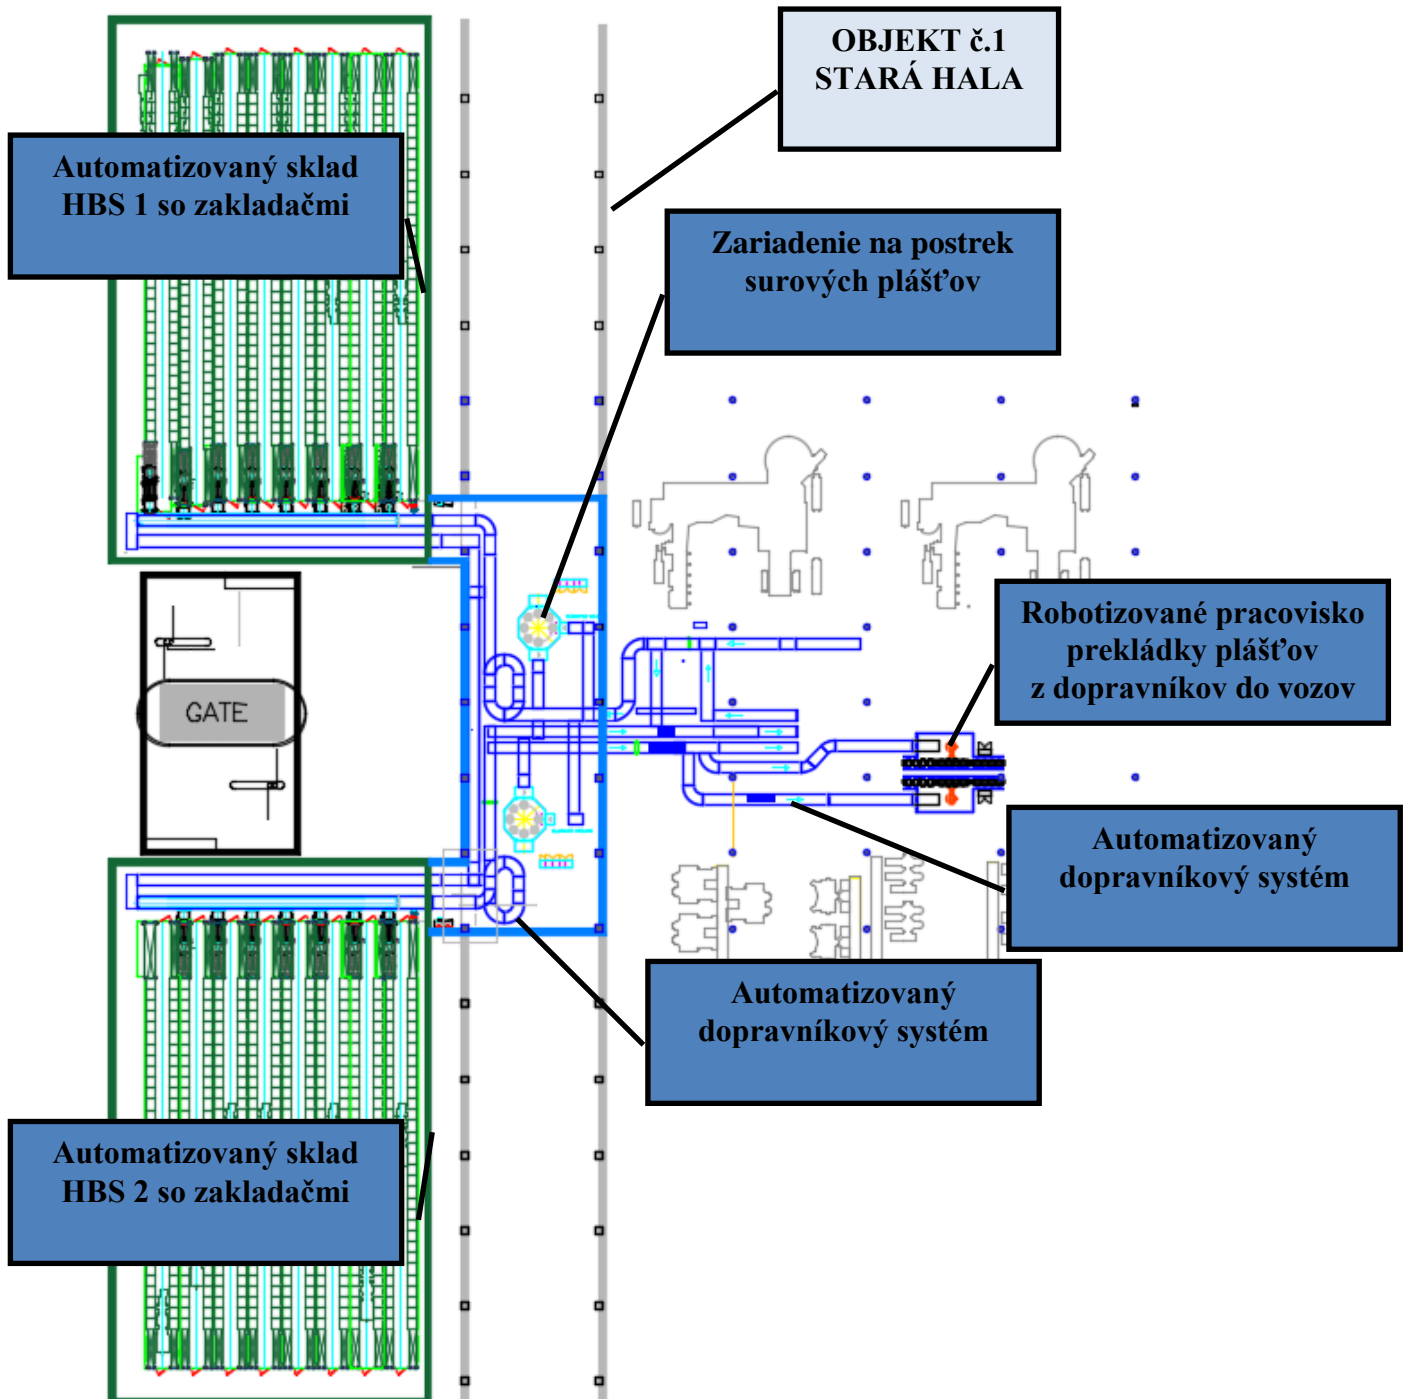 OBJEKT č.1
STARÁ HALA
Automatizovaný sklad
HBS 1 so zakladačmi
Zariadenie na postrek
surových plášťov
Robotizované pracovisko
prekládky plášťov
z dopravníkov do vozov
GATE
Automatizovaný
dopravníkový systém
Automatizovaný
dopravníkový systém
Automatizovaný sklad
HBS 2 so zakladačmi